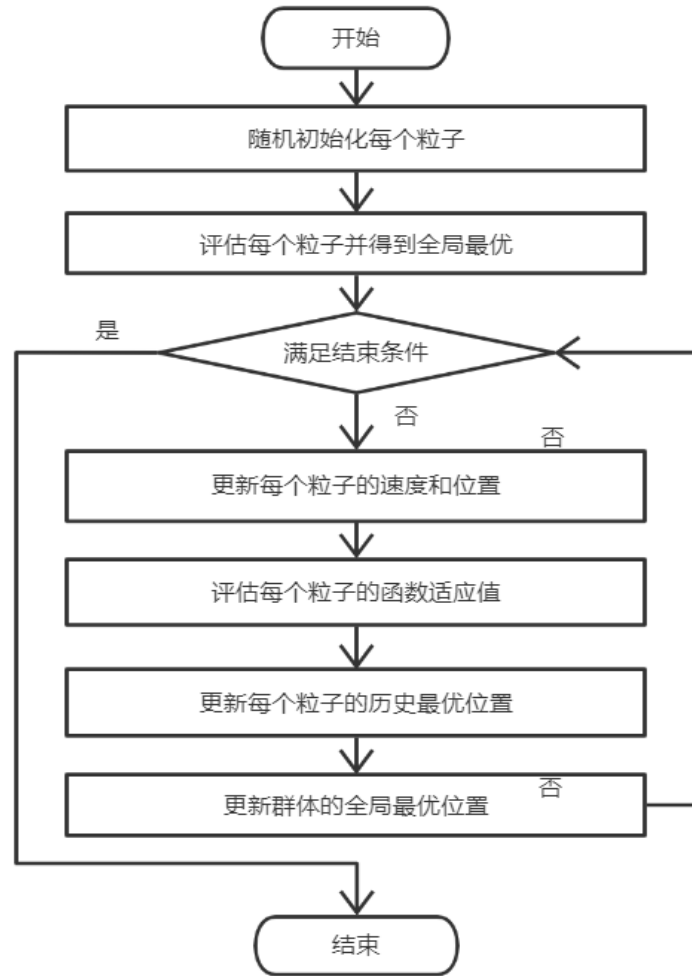 开始
随机初始化每个粒子
评估每个粒子并得到全局最优
是
满足结束条件
否
否
更新每个粒子的速度和位置
评估每个粒子的函数适应值
更新每个粒子的历史最优位置
否
更新群体的全局最优位置
结束